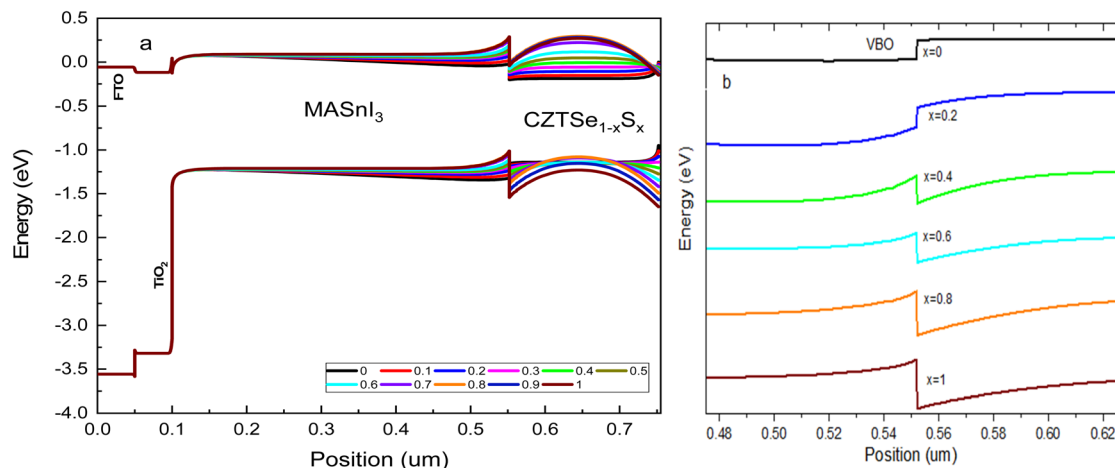 a
0.5
0.0
-0.5
-1.0
-1.5
-2.0
-2.5
-3.0
-3.5
-4.0
Energy (eV)
FTO
TiO₂
MASnI₃
CZTSe₁₋ₓSₓ
0 0.1 0.2 0.3 0.4 0.5
0.6 0.7 0.8 0.9 1
0.0 0.1 0.2 0.3 0.4 0.5 0.6 0.7
Position (um)
VBO
x=0
b
x=0.2
x=0.4
x=0.6
x=0.8
x=1
Energy (eV)
0.48 0.50 0.52 0.54 0.56 0.58 0.60 0.62
Position (um)